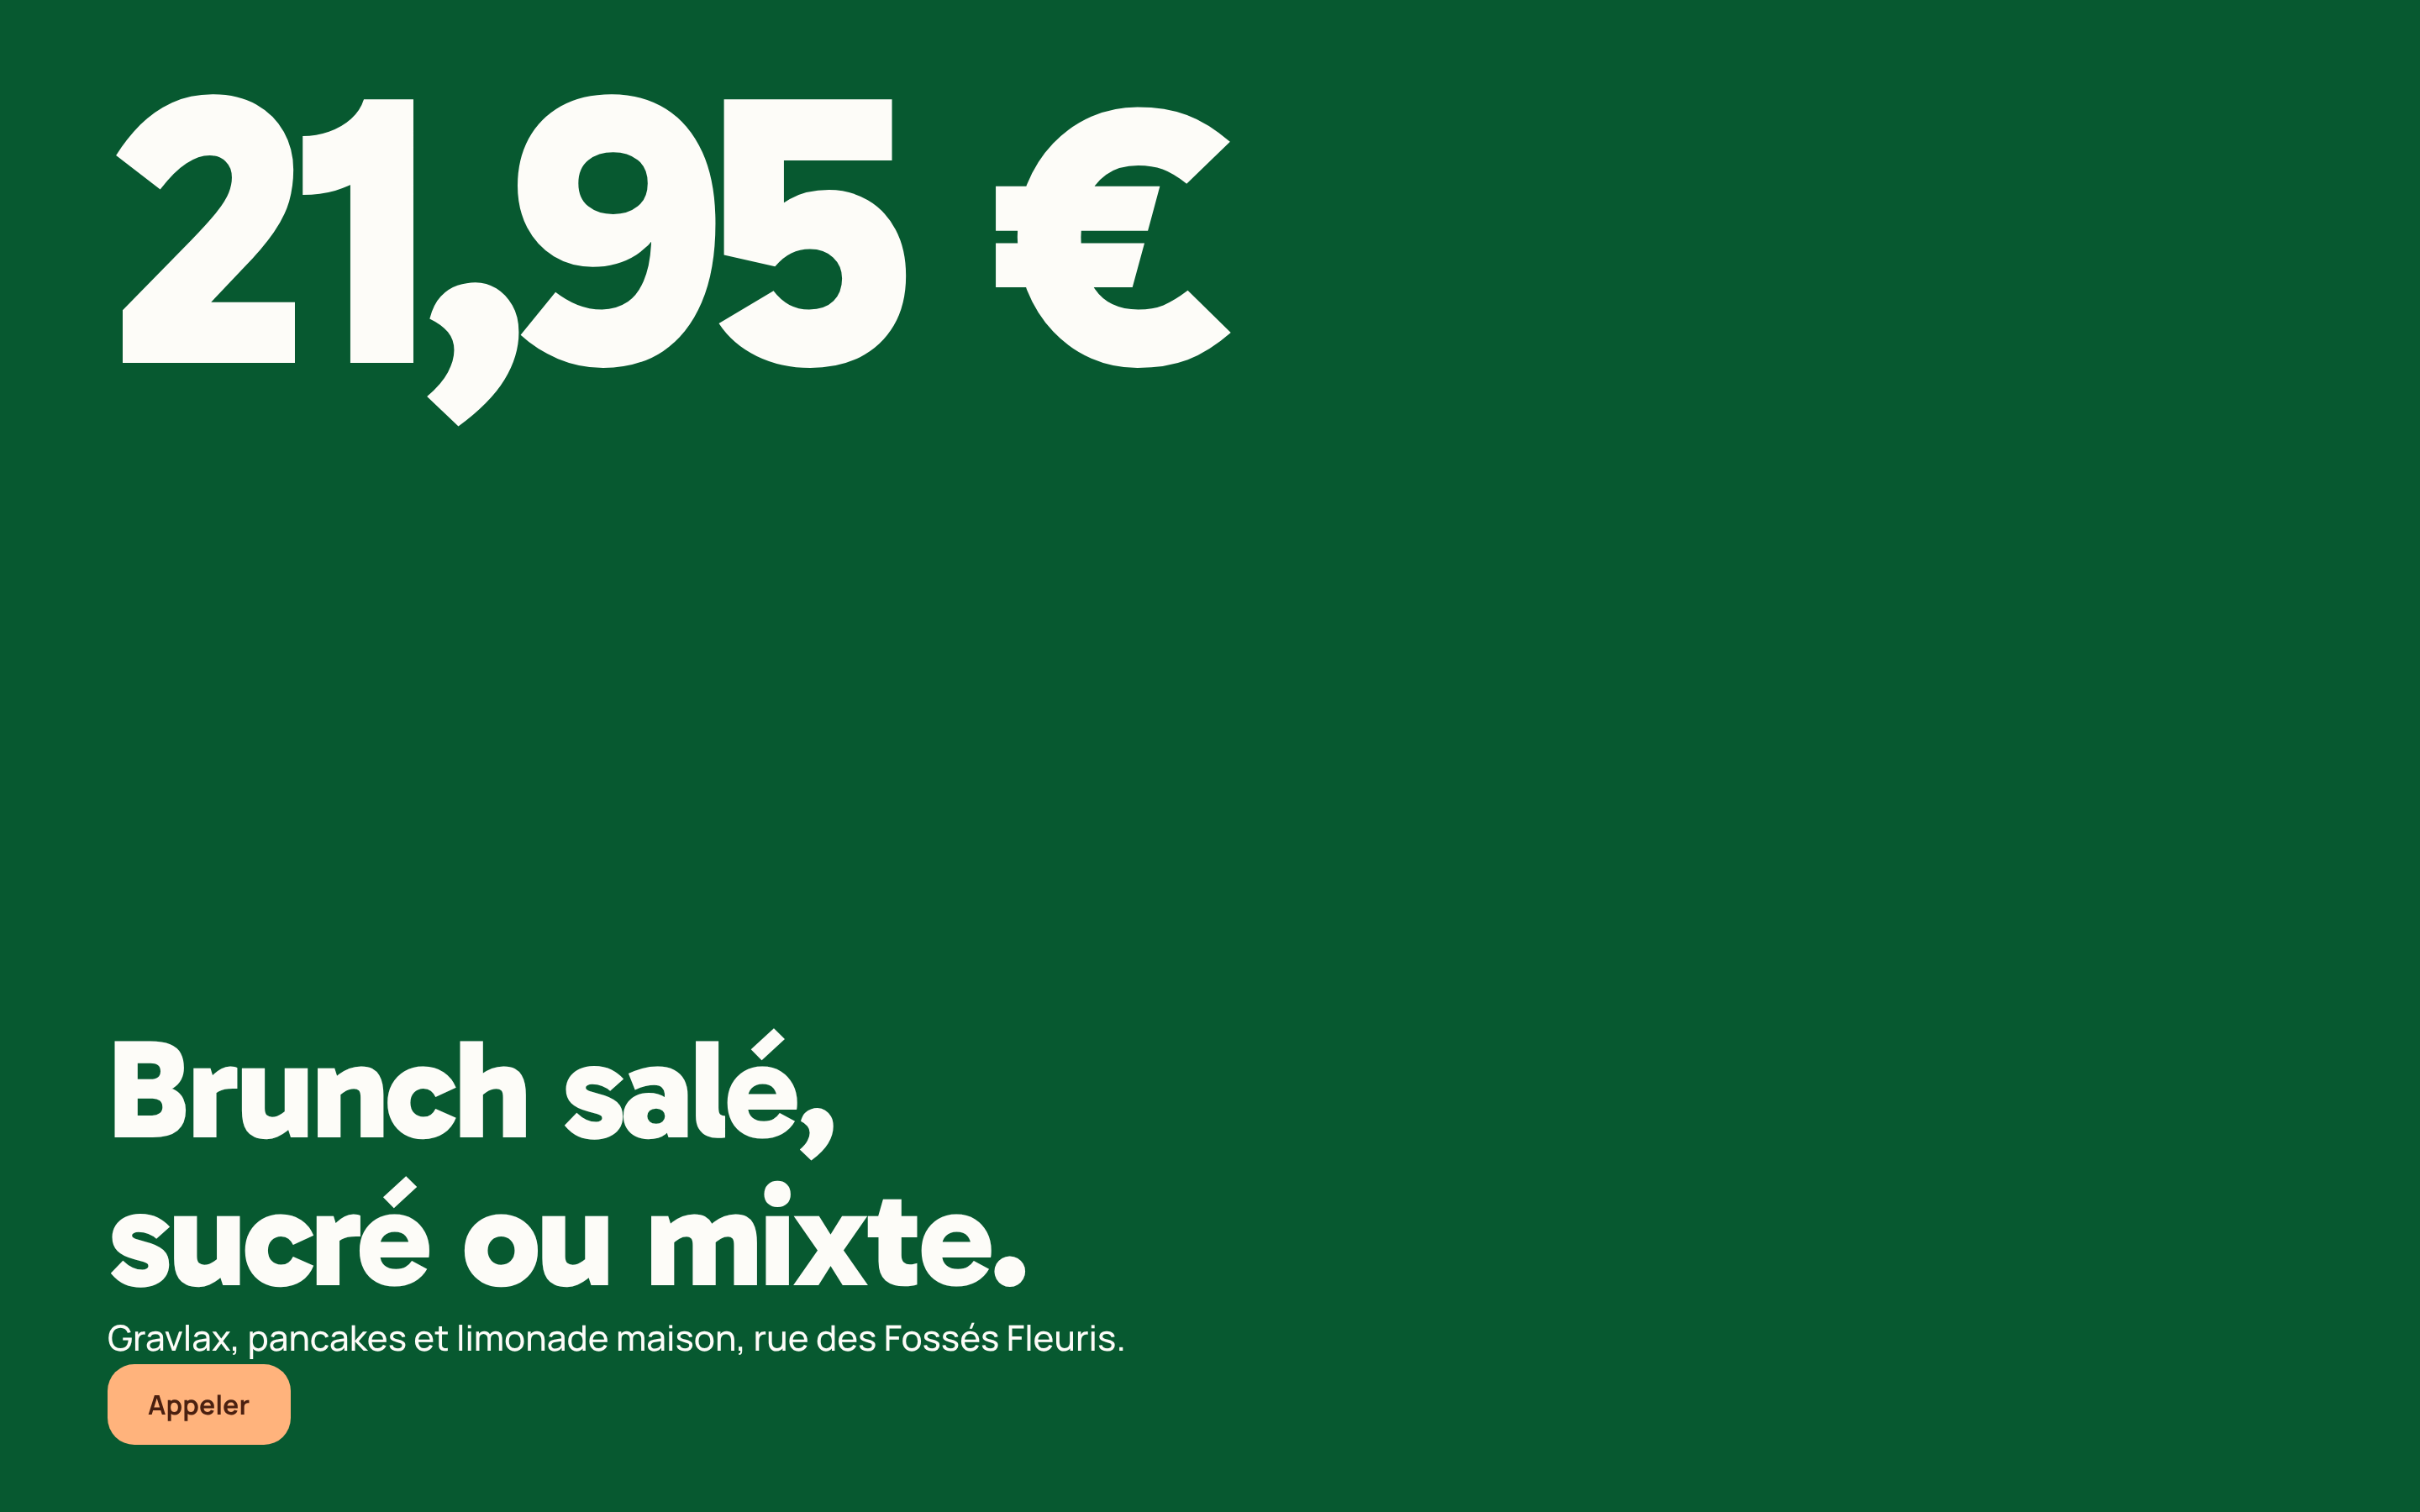 21,95 €
Brunch salé,
sucré ou mixte.
Gravlax, pancakes et limonade maison, rue des Fossés Fleuris.
Appeler